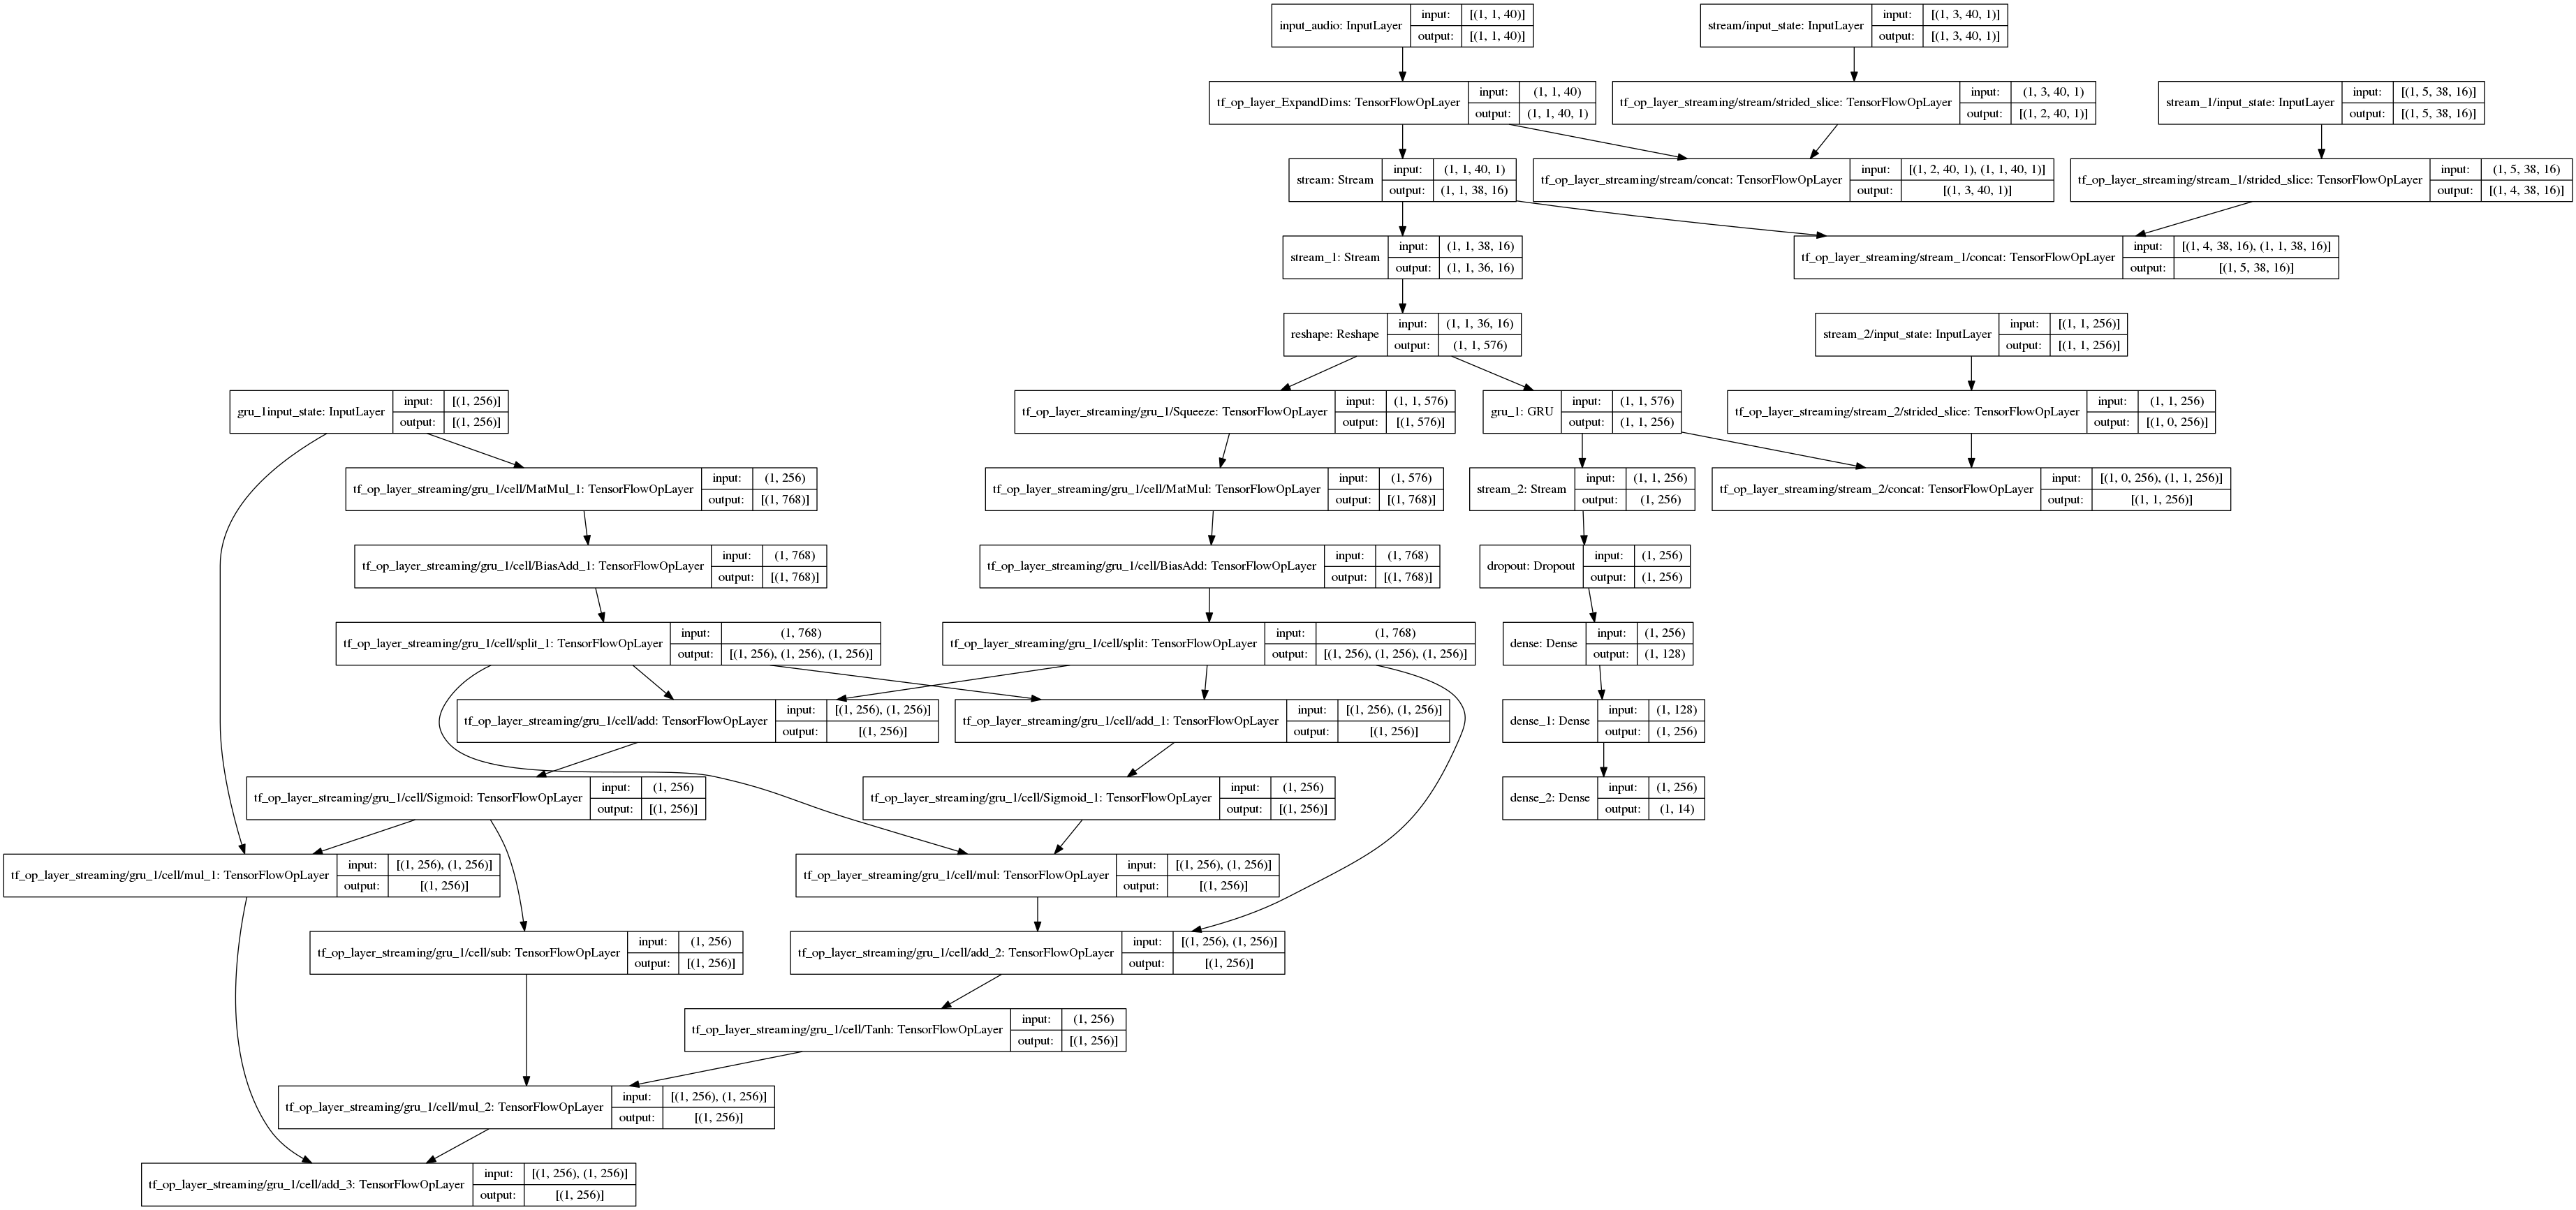 input_audio: InputLayer input: [(1, 1, 40)]
output: [(1, 1, 40)]
stream/input_state: InputLayer input: [(1, 3, 40, 1)]
output: [(1, 3, 40, 1)]
tf_op_layer_ExpandDims: TensorFlowOpLayer input: (1, 1, 40)
output: (1, 1, 40, 1)
tf_op_layer_streaming/stream/strided_slice: TensorFlowOpLayer input: (1, 3, 40, 1)
output: [(1, 2, 40, 1)]
stream_1/input_state: InputLayer input: [(1, 5, 38, 16)]
output: [(1, 5, 38, 16)]
stream: Stream input: (1, 1, 40, 1)
output: (1, 1, 38, 16)
tf_op_layer_streaming/stream/concat: TensorFlowOpLayer input: [(1, 2, 40, 1), (1, 1, 40, 1)]
output: [(1, 3, 40, 1)]
tf_op_layer_streaming/stream_1/strided_slice: TensorFlowOpLayer input: (1, 5, 38, 16)
output: [(1, 4, 38, 16)]
stream_1: Stream input: (1, 1, 38, 16)
output: (1, 1, 36, 16)
tf_op_layer_streaming/stream_1/concat: TensorFlowOpLayer input: [(1, 4, 38, 16), (1, 1, 38, 16)]
output: [(1, 5, 38, 16)]
reshape: Reshape input: (1, 1, 36, 16)
output: (1, 1, 576)
stream_2/input_state: InputLayer input: [(1, 1, 256)]
output: [(1, 1, 256)]
gru_1input_state: InputLayer input: [(1, 256)]
output: [(1, 256)]
tf_op_layer_streaming/gru_1/Squeeze: TensorFlowOpLayer input: (1, 1, 576)
output: [(1, 576)]
gru_1: GRU input: (1, 1, 576)
output: (1, 1, 256)
tf_op_layer_streaming/stream_2/strided_slice: TensorFlowOpLayer input: (1, 1, 256)
output: [(1, 0, 256)]
tf_op_layer_streaming/gru_1/cell/MatMul_1: TensorFlowOpLayer input: (1, 256)
output: [(1, 768)]
tf_op_layer_streaming/gru_1/cell/MatMul: TensorFlowOpLayer input: (1, 576)
output: [(1, 768)]
stream_2: Stream input: (1, 1, 256)
output: (1, 256)
tf_op_layer_streaming/stream_2/concat: TensorFlowOpLayer input: [(1, 0, 256), (1, 1, 256)]
output: [(1, 1, 256)]
tf_op_layer_streaming/gru_1/cell/BiasAdd_1: TensorFlowOpLayer input: (1, 768)
output: [(1, 768)]
tf_op_layer_streaming/gru_1/cell/BiasAdd: TensorFlowOpLayer input: (1, 768)
output: [(1, 768)]
dropout: Dropout input: (1, 256)
output: (1, 256)
tf_op_layer_streaming/gru_1/cell/split_1: TensorFlowOpLayer input: (1, 768)
output: [(1, 256), (1, 256), (1, 256)]
tf_op_layer_streaming/gru_1/cell/split: TensorFlowOpLayer input: (1, 768)
output: [(1, 256), (1, 256), (1, 256)]
dense: Dense input: (1, 256)
output: (1, 128)
tf_op_layer_streaming/gru_1/cell/add: TensorFlowOpLayer input: [(1, 256), (1, 256)]
output: [(1, 256)]
tf_op_layer_streaming/gru_1/cell/add_1: TensorFlowOpLayer input: [(1, 256), (1, 256)]
output: [(1, 256)]
dense_1: Dense input: (1, 128)
output: (1, 256)
tf_op_layer_streaming/gru_1/cell/Sigmoid: TensorFlowOpLayer input: (1, 256)
output: [(1, 256)]
tf_op_layer_streaming/gru_1/cell/Sigmoid_1: TensorFlowOpLayer input: (1, 256)
output: [(1, 256)]
dense_2: Dense input: (1, 256)
output: (1, 14)
tf_op_layer_streaming/gru_1/cell/mul_1: TensorFlowOpLayer input: [(1, 256), (1, 256)]
output: [(1, 256)]
tf_op_layer_streaming/gru_1/cell/mul: TensorFlowOpLayer input: [(1, 256), (1, 256)]
output: [(1, 256)]
tf_op_layer_streaming/gru_1/cell/sub: TensorFlowOpLayer input: (1, 256)
output: [(1, 256)]
tf_op_layer_streaming/gru_1/cell/add_2: TensorFlowOpLayer input: [(1, 256), (1, 256)]
output: [(1, 256)]
tf_op_layer_streaming/gru_1/cell/Tanh: TensorFlowOpLayer input: (1, 256)
output: [(1, 256)]
tf_op_layer_streaming/gru_1/cell/mul_2: TensorFlowOpLayer input: [(1, 256), (1, 256)]
output: [(1, 256)]
tf_op_layer_streaming/gru_1/cell/add_3: TensorFlowOpLayer input: [(1, 256), (1, 256)]
output: [(1, 256)]